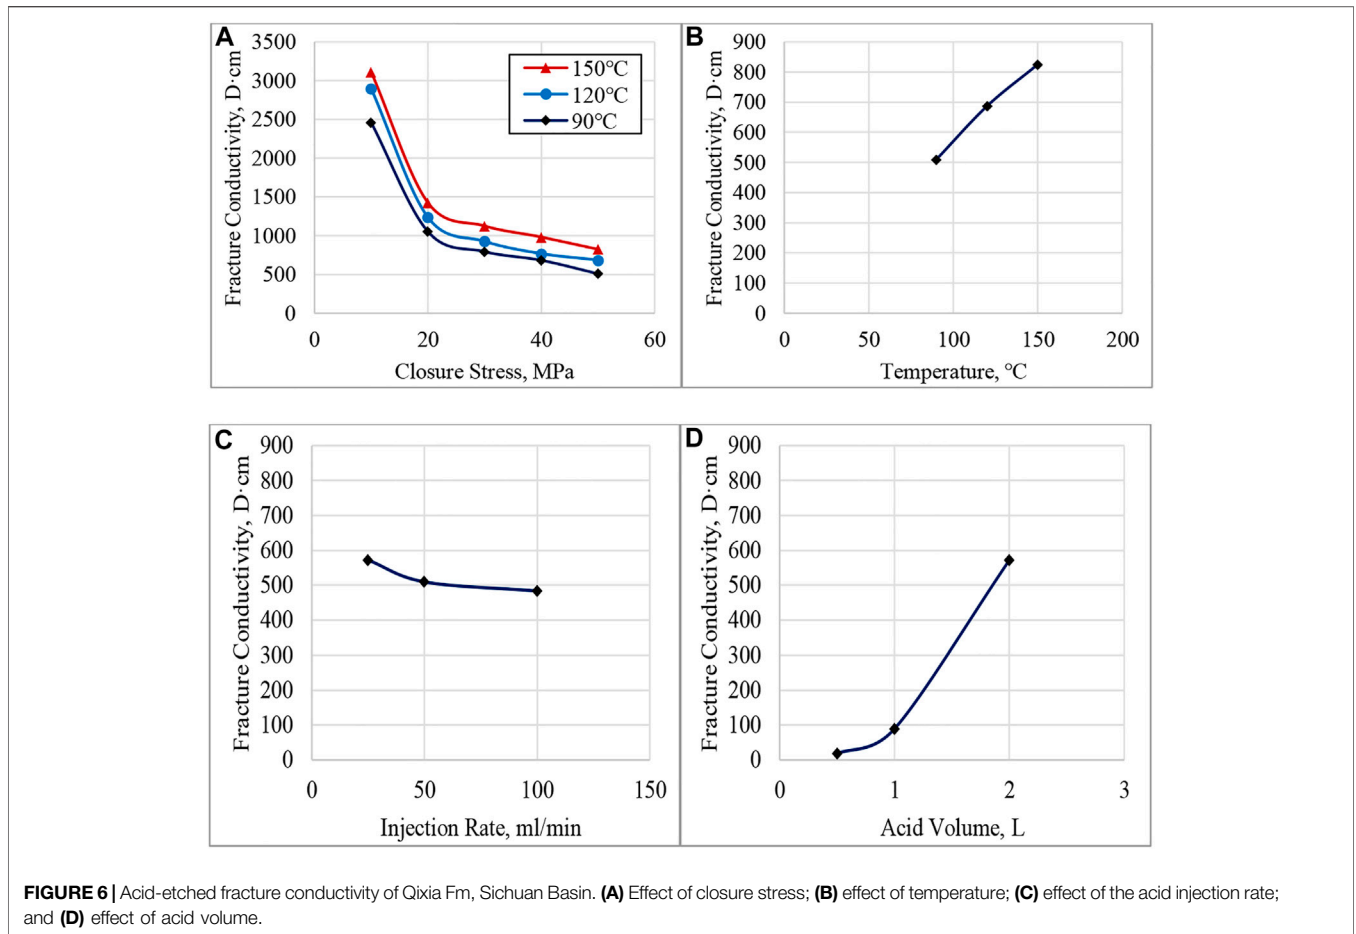 A
Fracture Conductivity, D·cm
3500
3000
2500
2000
1500
1000
500
0
0 20 40 60
Closure Stress, MPa
150℃
120℃
90℃
B
Fracture Conductivity, D·cm
900
800
700
600
500
400
300
200
100
0
0 50 100 150 200
Temperature, ℃
C
Fracture Conductivity, D·cm
900
800
700
600
500
400
300
200
100
0
0 50 100 150
Injection Rate, ml/min
D
Fracture Conductivity, D·cm
900
800
700
600
500
400
300
200
100
0
0 1 2 3
Acid Volume, L
FIGURE 6 | Acid-etched fracture conductivity of Qixia Fm, Sichuan Basin. (A) Effect of closure stress; (B) effect of temperature; (C) effect of the acid injection rate;
and (D) effect of acid volume.